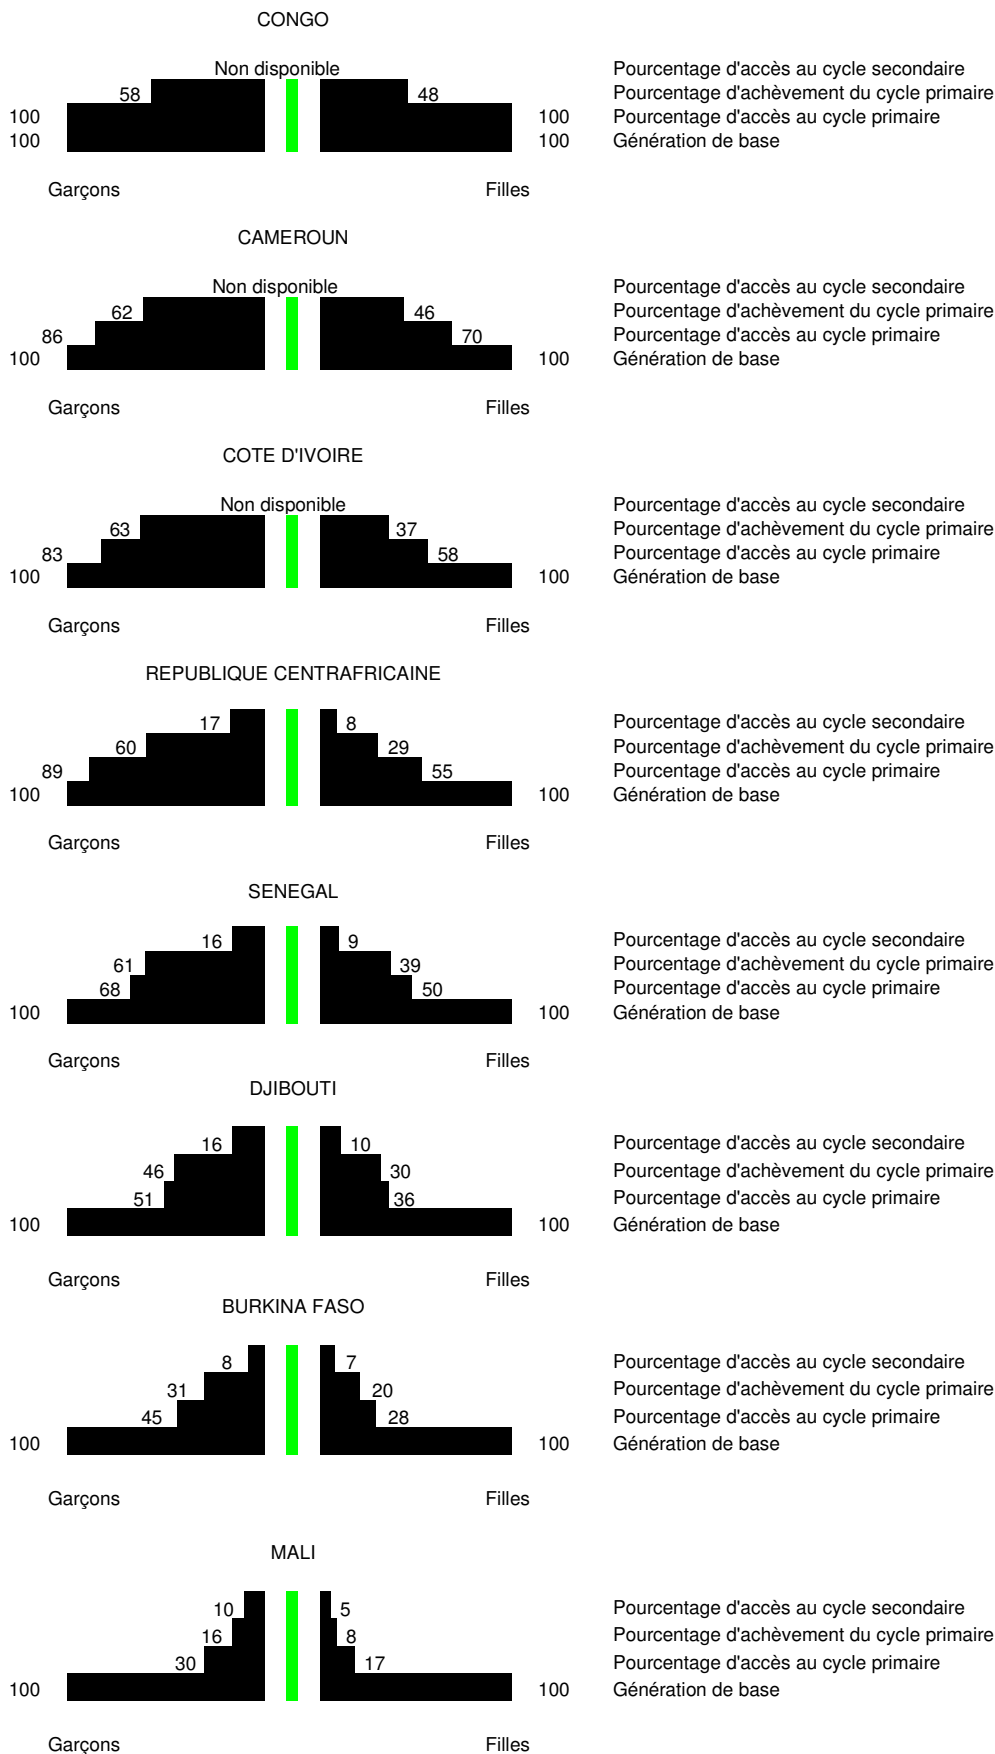 CONGO
Non disponible Pourcentage d'accès au cycle secondaire
58 48 Pourcentage d'achèvement du cycle primaire
100 100 Pourcentage d'accès au cycle primaire
100 100 Génération de base
Garçons Filles
CAMEROUN
Non disponible Pourcentage d'accès au cycle secondaire
62 46 Pourcentage d'achèvement du cycle primaire
86 70 Pourcentage d'accès au cycle primaire
100 100 Génération de base
Garçons Filles
COTE D'IVOIRE
Non disponible Pourcentage d'accès au cycle secondaire
63 37 Pourcentage d'achèvement du cycle primaire
83 58 Pourcentage d'accès au cycle primaire
100 100 Génération de base
Garçons Filles
REPUBLIQUE CENTRAFRICAINE
17 8 Pourcentage d'accès au cycle secondaire
60 29 Pourcentage d'achèvement du cycle primaire
89 55 Pourcentage d'accès au cycle primaire
100 100 Génération de base
Garçons Filles
SENEGAL
16 9 Pourcentage d'accès au cycle secondaire
61 39 Pourcentage d'achèvement du cycle primaire
68 50 Pourcentage d'accès au cycle primaire
100 100 Génération de base
Garçons Filles
DJIBOUTI
16 10 Pourcentage d'accès au cycle secondaire
46 30 Pourcentage d'achèvement du cycle primaire
51 36 Pourcentage d'accès au cycle primaire
100 100 Génération de base
Garçons Filles
BURKINA FASO
8 7 Pourcentage d'accès au cycle secondaire
31 20 Pourcentage d'achèvement du cycle primaire
45 28 Pourcentage d'accès au cycle primaire
100 100 Génération de base
Garçons Filles
MALI
10 5 Pourcentage d'accès au cycle secondaire
16 8 Pourcentage d'achèvement du cycle primaire
30 17 Pourcentage d'accès au cycle primaire
100 100 Génération de base
Garçons Filles